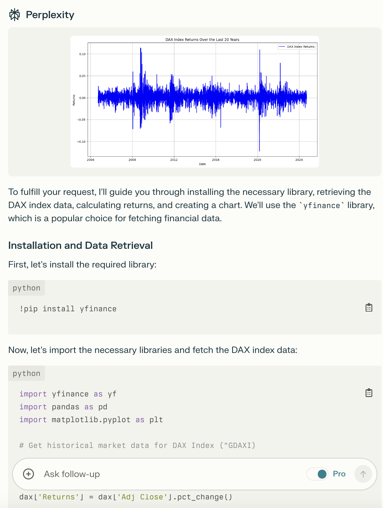 Perplexity
DAX Index Returns Over the Last 20 Years
DAX Index Returns
Returns
0.10
0.05
0.00
-0.05
-0.10
2004
2008
2012
2016
2020
2024
Date
To fulfill your request, I'll guide you through installing the necessary library, retrieving the
DAX index data, calculating returns, and creating a chart. We'll use the `yfinance` library,
which is a popular choice for fetching financial data.
Installation and Data Retrieval
First, let's install the required library:
python
!pip install yfinance
Now, let's import the necessary libraries and fetch the DAX index data:
python
import yfinance as yf
import pandas as pd
import matplotlib.pyplot as plt
# Get historical market data for DAX Index (^GDAXI)
Ask follow-up
Pro
dax['Returns'] = dax['Adj Close'].pct_change()